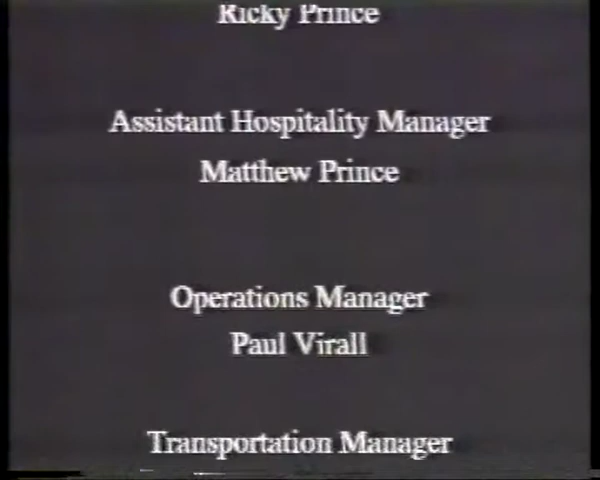 Ricky Prince
Assistant Hospitality Manager
Matthew Prince
Operations Manager
Paul Virall
Transportation Manager